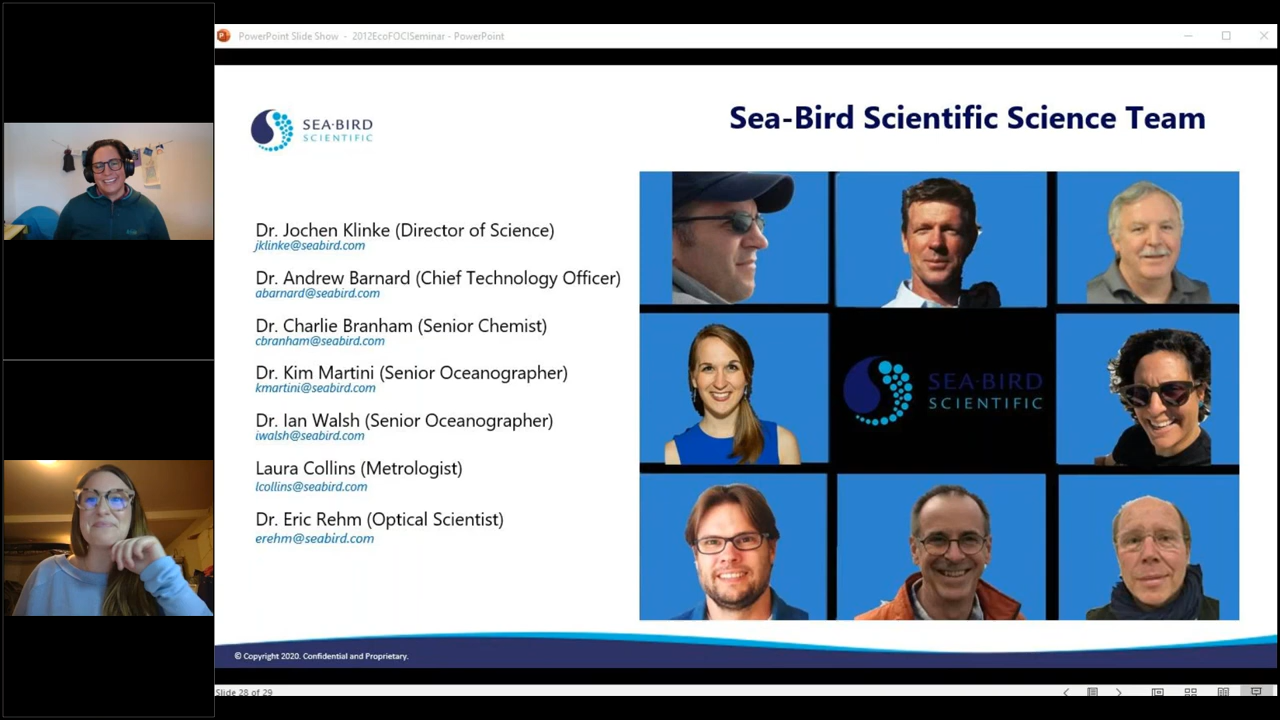 PowerPoint Slide Show - 2012EcoFOCISeminar - PowerPoint
SEA·BIRD
SCIENTIFIC
Sea-Bird Scientific Science Team
Dr. Jochen Klinke (Director of Science)
jklinke@seabird.com
Dr. Andrew Barnard (Chief Technology Officer)
abarnard@seabird.com
Dr. Charlie Branham (Senior Chemist)
cbranham@seabird.com
Dr. Kim Martini (Senior Oceanographer)
kmartini@seabird.com
Dr. Ian Walsh (Senior Oceanographer)
iwalsh@seabird.com
Laura Collins (Metrologist)
lcollins@seabird.com
Dr. Eric Rehm (Optical Scientist)
erehm@seabird.com
SEA·BIRD
SCIENTIFIC
© Copyright 2020. Confidential and Proprietary.
Slide 28 of 29